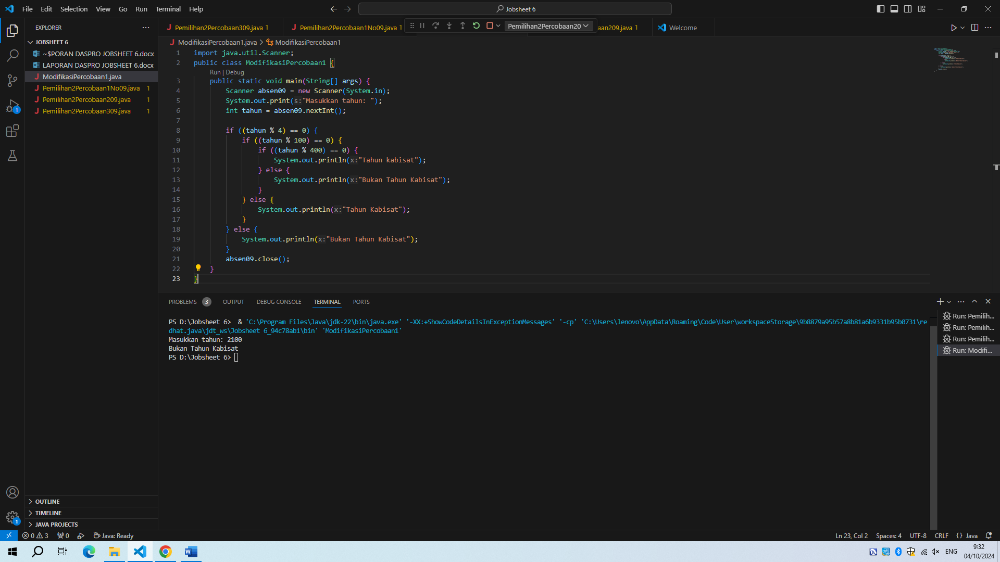 File Edit Selection View Go Run Terminal Help
Jobsheet 6
EXPLORER
JOBSHEET 6
~$PORAN DASPRO JOBSHEET 6.docx
LAPORAN DASPRO JOBSHEET 6.docx
ModifikasiPercobaan1.java
Pemilihan2Percobaan1No09.java 1
Pemilihan2Percobaan209.java 1
Pemilihan2Percobaan309.java 1
OUTLINE
TIMELINE
JAVA PROJECTS
Pemilihan2Percobaan309.java 1
Pemilihan2Percobaan1No09.java 1
Pemilihan2Percobaan20
aan209.java 1
Welcome
ModifikasiPercobaan1.java > ModifikasiPercobaan1
1 import java.util.Scanner;
2 public class ModifikasiPercobaan1 {
Run | Debug
3 public static void main(String[] args) {
4 Scanner absen09 = new Scanner(System.in);
5 System.out.print(s:"Masukkan tahun: ");
6 int tahun = absen09.nextInt();
7
8 if ((tahun % 4) == 0) {
9 if ((tahun % 100) == 0) {
10 if ((tahun % 400) == 0) {
11 System.out.println(x:"Tahun kabisat");
12 } else {
13 System.out.println(x:"Bukan Tahun Kabisat");
14 }
15 } else {
16 System.out.println(x:"Tahun Kabisat");
17 }
18 } else {
19 System.out.println(x:"Bukan Tahun Kabisat");
20 }
21 absen09.close();
22 }
23 }
PROBLEMS 3 OUTPUT DEBUG CONSOLE TERMINAL PORTS
PS D:\Jobsheet 6> & 'C:\Program Files\Java\jdk-22\bin\java.exe' '-XX:+ShowCodeDetailsInExceptionMessages' '-cp' 'C:\Users\lenovo\AppData\Roaming\Code\User\workspaceStorage\9b8879a95b57a8b81a6b9331b95b0731\re
dhat.java\jdt_ws\Jobsheet 6_94c78ab1\bin' 'ModifikasiPercobaan1'
Masukkan tahun: 2100
Bukan Tahun Kabisat
PS D:\Jobsheet 6>
Run: Pemilih...
Run: Pemilih...
Run: Pemilih...
Run: Modifi...
1
1
0 3 0 Java: Ready
Ln 23, Col 2 Spaces: 4 UTF-8 CRLF {} Java
ENG
9:32
04/10/2024